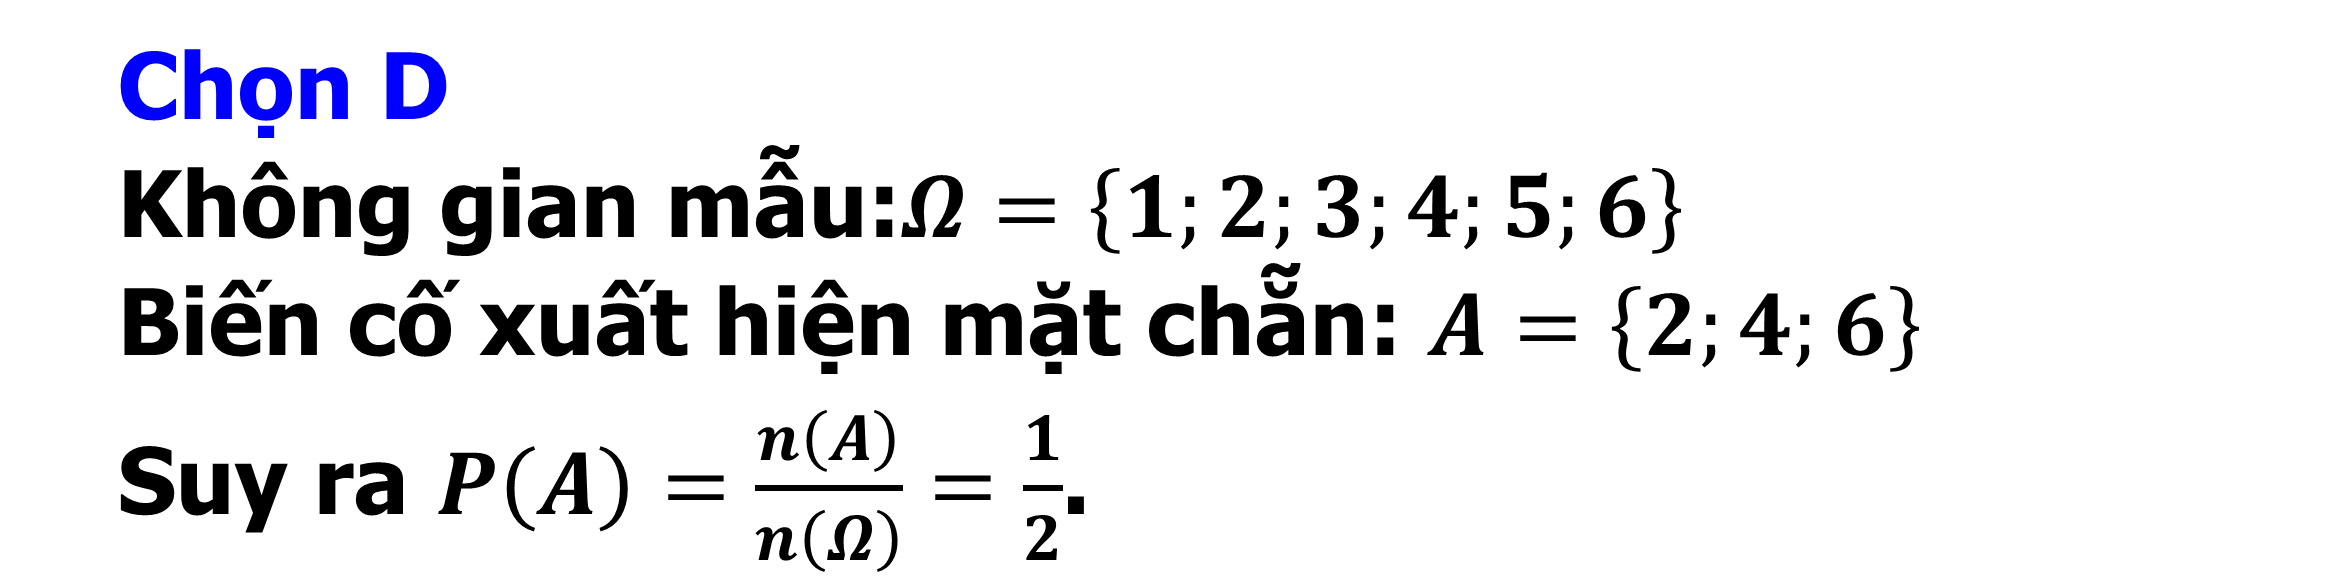 Chọn D
Không gian mẫu:Ω = {1; 2; 3; 4; 5; 6}
Biến cố xuất hiện mặt chẵn: A = {2; 4; 6}
Suy ra P(A) = n(A)/n(Ω) = 1/2.